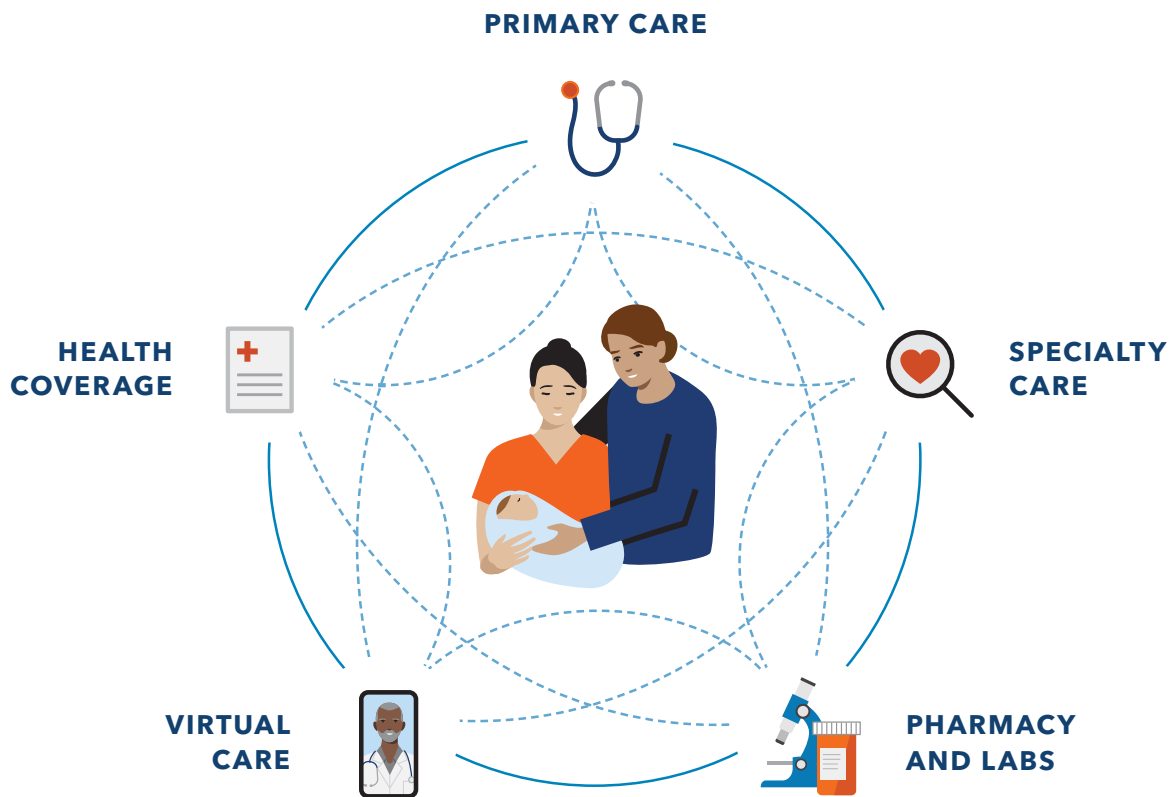 PRIMARY CARE
HEALTH
COVERAGE
SPECIALTY
CARE
VIRTUAL
CARE
PHARMACY
AND LABS